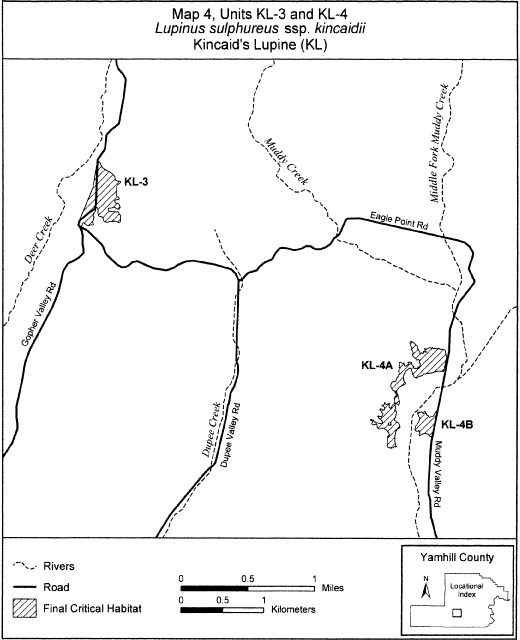 Map 4, Units KL-3 and KL-4
Lupinus sulphureus ssp. kincaidii
Kincaid's Lupine (KL)
Middle Fork Muddy Creek
Muddy Creek
KL-3
Deer Creek
Eagle Point Rd
Gopher Valley Rd
KL-4A
Dupee Creek
Dupee Valley Rd
KL-4B
Muddy Valley Rd
Rivers
Road
Final Critical Habitat
0 0.5 1
Miles
0 0.5 1
Kilometers
Yamhill County
N
Locational
Index